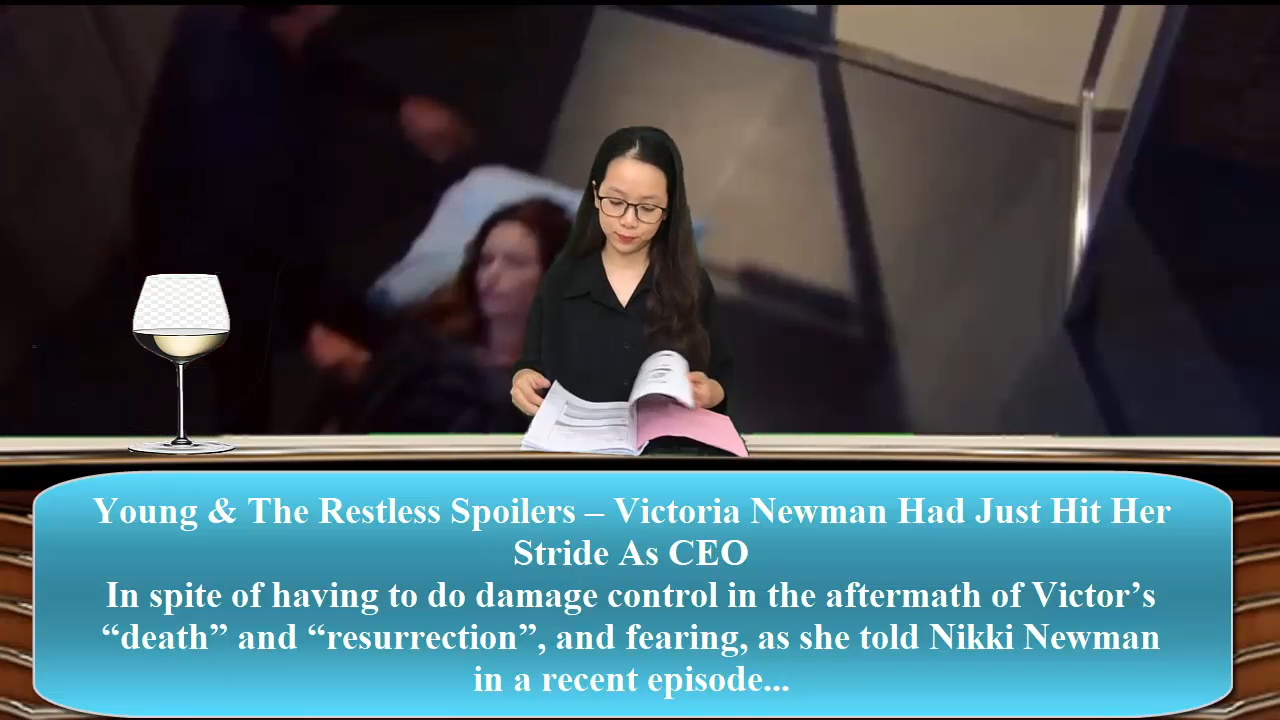 Young & The Restless Spoilers – Victoria Newman Had Just Hit Her
Stride As CEO
In spite of having to do damage control in the aftermath of Victor’s
“death” and “resurrection”, and fearing, as she told Nikki Newman
in a recent episode...